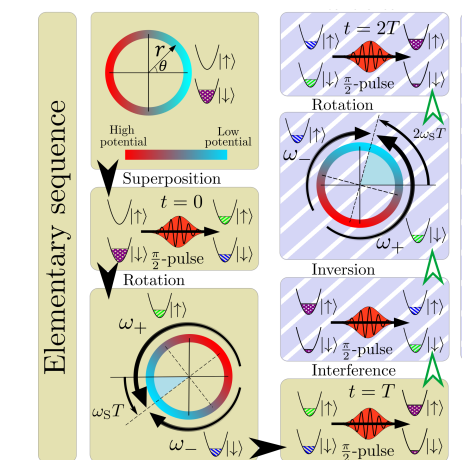 Elementary sequence
r
θ
|↑⟩
|↓⟩
High
potential
Low
potential
Superposition
t = 0
|↑⟩
|↑⟩
|↓⟩
π/2-pulse
|↓⟩
Rotation
|↑⟩
ω+
ωST
ω−
|↓⟩
t = 2T
|↑⟩
|↑⟩
|↓⟩
π/2-pulse
|↓⟩
Rotation
|↑⟩
2ωST
ω−
ω+
|↓⟩
Inversion
|↑⟩
|↑⟩
|↓⟩
π/2-pulse
|↓⟩
Interference
t = T
|↑⟩
|↑⟩
|↓⟩
π/2-pulse
|↓⟩